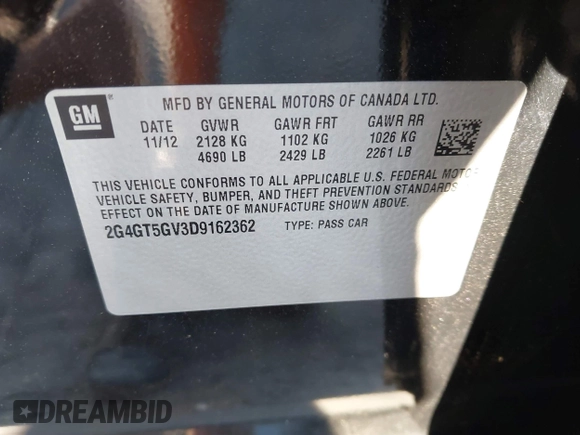 GM
MFD BY GENERAL MOTORS OF CANADA LTD.
DATE GVWR GAWR FRT GAWR RR
11/12 2128 KG 1102 KG 1026 KG
4690 LB 2429 LB 2261 LB
THIS VEHICLE CONFORMS TO ALL APPLICABLE U.S. FEDERAL MOTOR
VEHICLE SAFETY, BUMPER, AND THEFT PREVENTION STANDARDS
EFFECT ON THE DATE OF MANUFACTURE SHOWN ABOVE.
2G4GT5GV3D9162362 TYPE: PASS CAR
DREAMBID